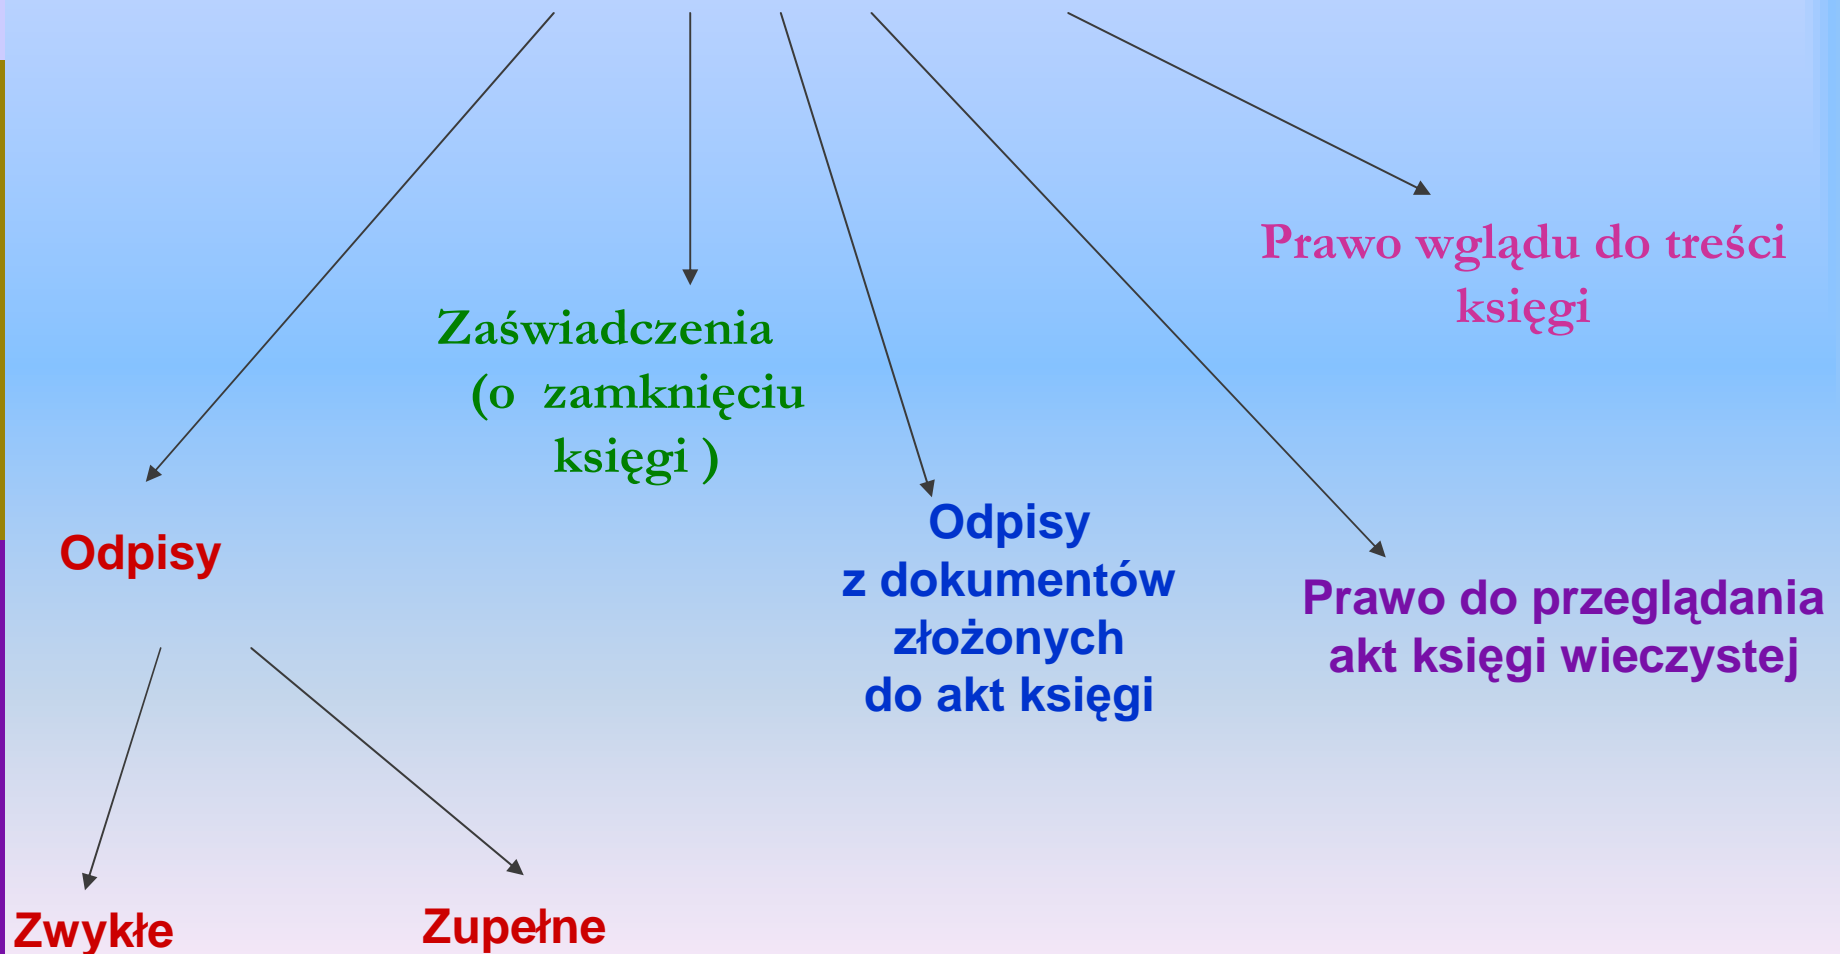 Prawo wglądu do treści
księgi
Zaświadczenia
(o zamknięciu
księgi )
Odpisy
Odpisy
z dokumentów
złożonych
do akt księgi
Prawo do przeglądania
akt księgi wieczystej
Zwykłe
Zupełne